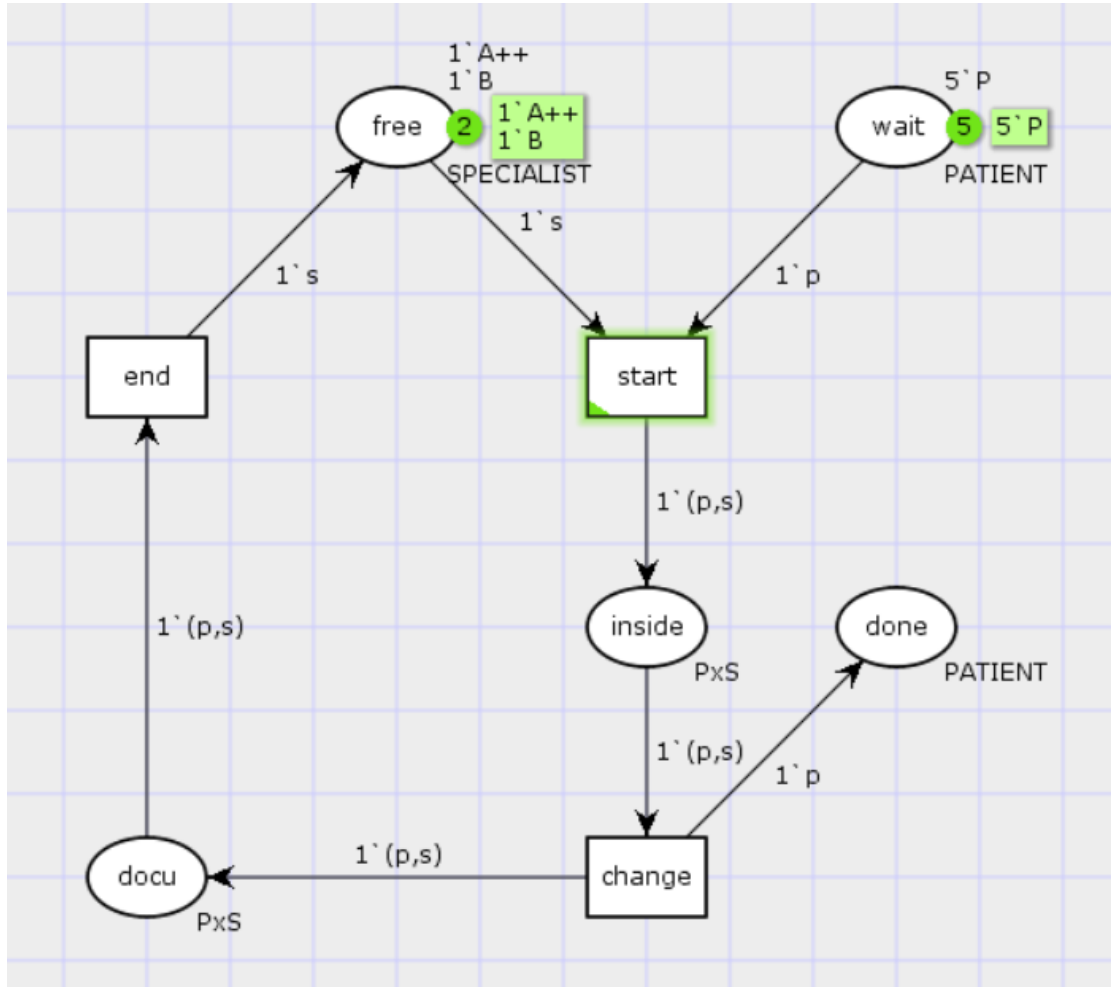 1`A++
1`B
free
2
1`A++
1`B
SPECIALIST
5`P
wait
5
5`P
PATIENT
1`s
1`s
1`p
end
start
1`(p,s)
1`(p,s)
inside
PxS
done
PATIENT
1`(p,s)
1`p
docu
PxS
1`(p,s)
change